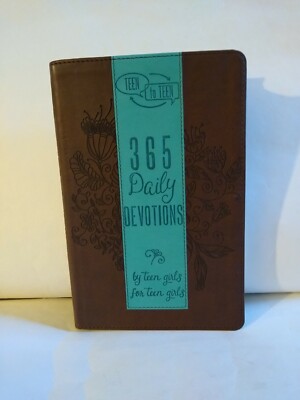 TEEN
to TEEN
365
Daily
DEVOTIONS
by teen girls
for teen girls